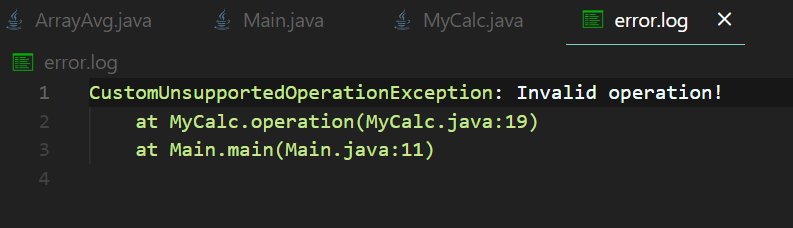 ArrayAvg.java Main.java MyCalc.java error.log ×
error.log
1 CustomUnsupportedOperationException: Invalid operation!
2 at MyCalc.operation(MyCalc.java:19)
3 at Main.main(Main.java:11)
4